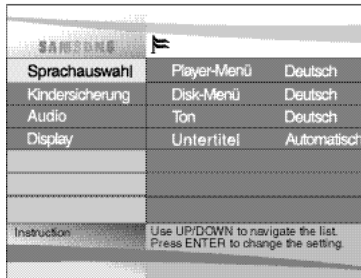 SAMSUNG
Sprachauswahl Player-Menü Deutsch
Kindersicherung Disk-Menü Deutsch
Audio Ton Deutsch
Display Untertitel Automatisch
Instruction Use UP/DOWN to navigate the list.
Press ENTER to change the setting.